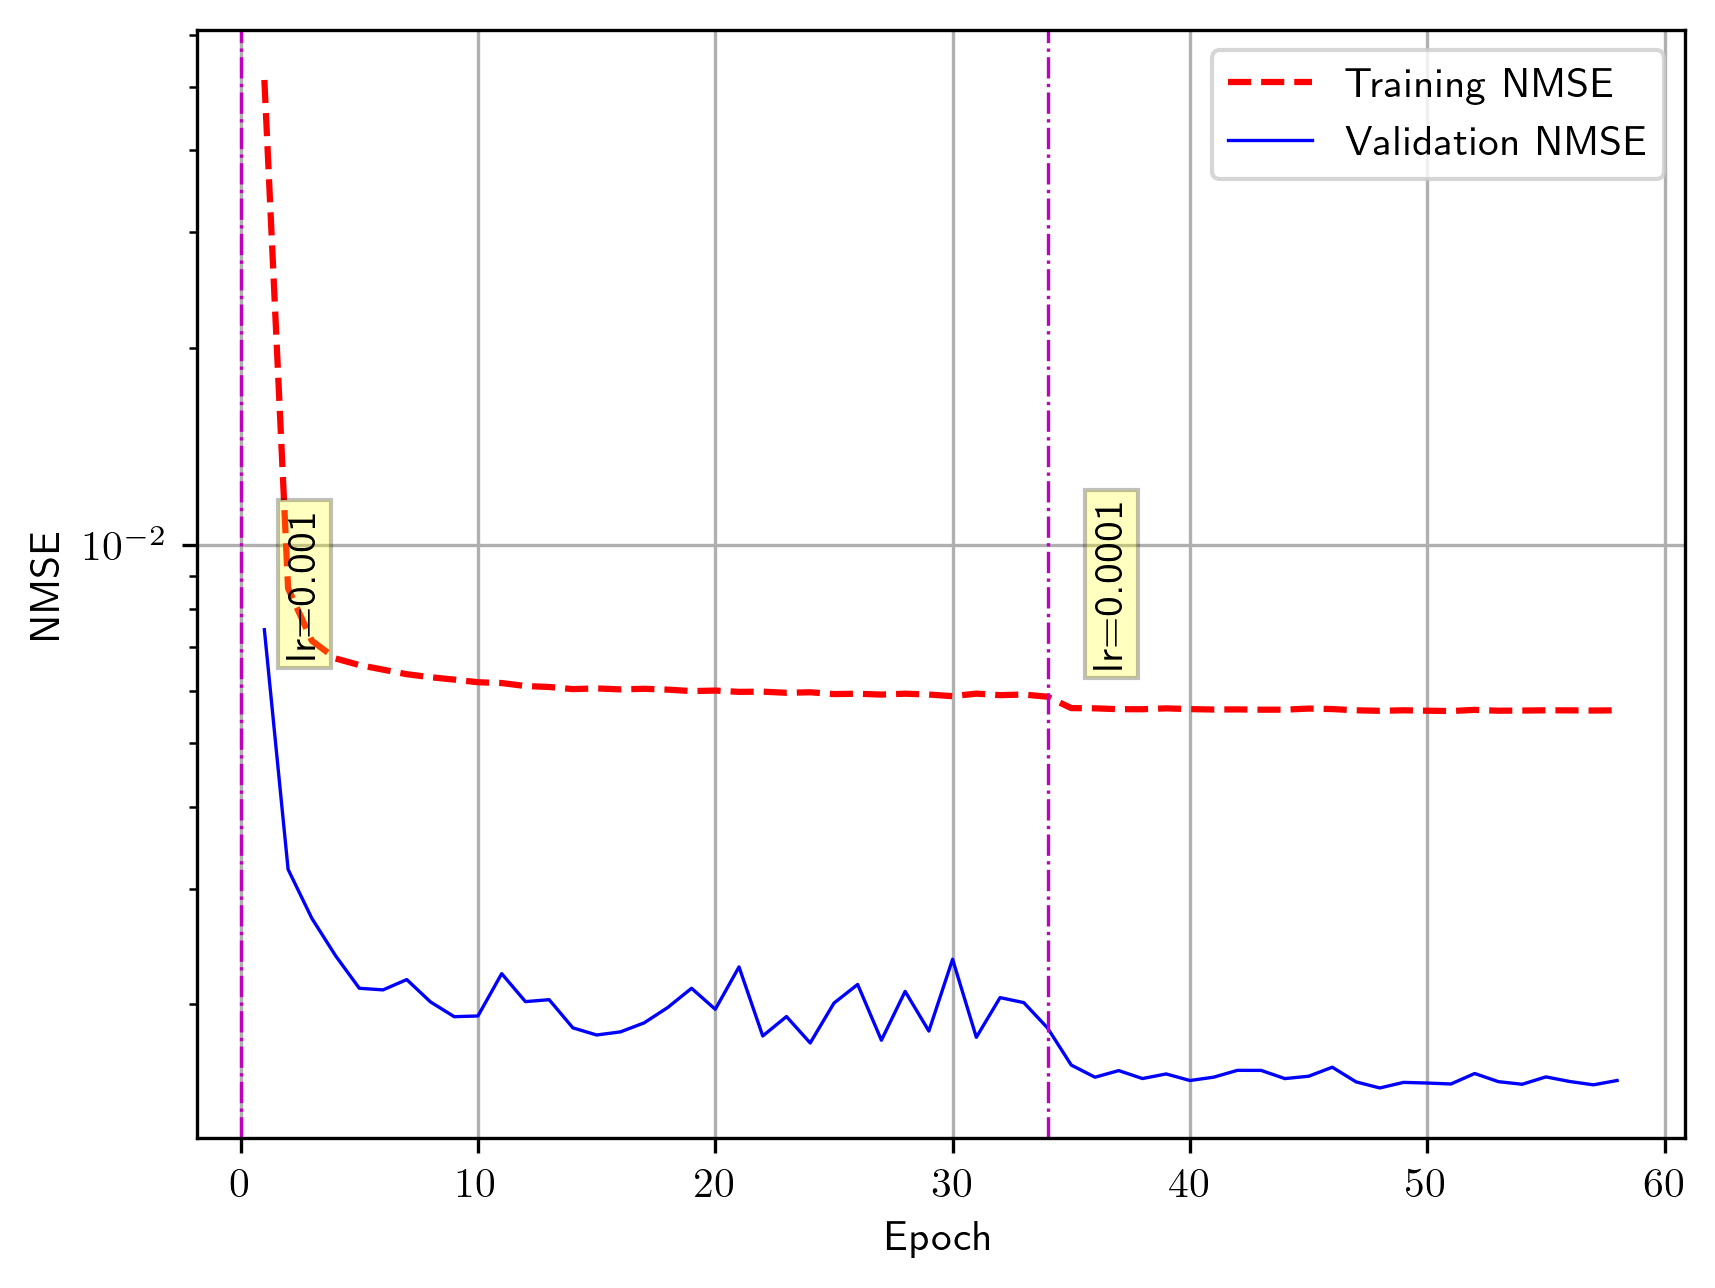 Training NMSE
Validation NMSE
lr=0.001
lr=0.0001
NMSE
10⁻²
0 10 20 30 40 50 60
Epoch